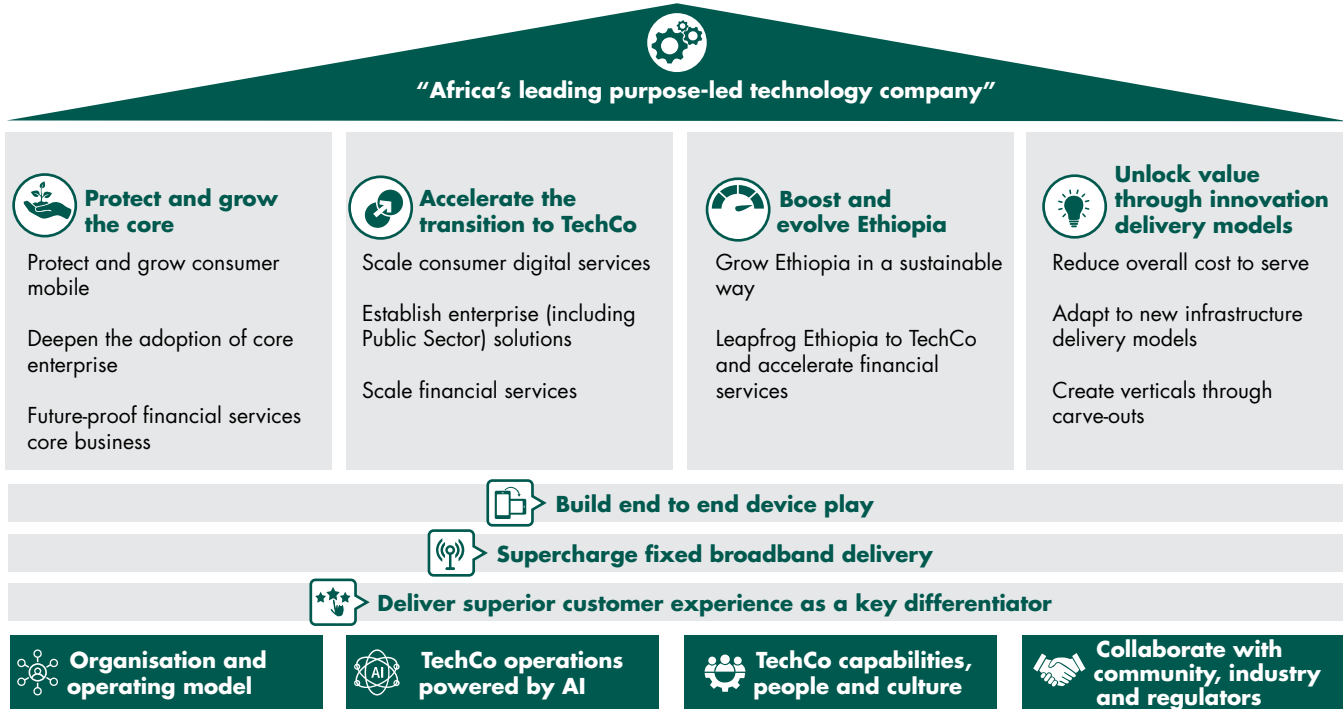 “Africa’s leading purpose-led technology company”
Protect and grow
the core
Protect and grow consumer
mobile
Deepen the adoption of core
enterprise
Future-proof financial services
core business
Accelerate the
transition to TechCo
Scale consumer digital services
Establish enterprise (including
Public Sector) solutions
Scale financial services
Boost and
evolve Ethiopia
Grow Ethiopia in a sustainable
way
Leapfrog Ethiopia to TechCo
and accelerate financial
services
Unlock value
through innovation
delivery models
Reduce overall cost to serve
Adapt to new infrastructure
delivery models
Create verticals through
carve-outs
Build end to end device play
Supercharge fixed broadband delivery
Deliver superior customer experience as a key differentiator
Organisation and
operating model
AI
TechCo operations
powered by AI
TechCo capabilities,
people and culture
Collaborate with
community, industry
and regulators